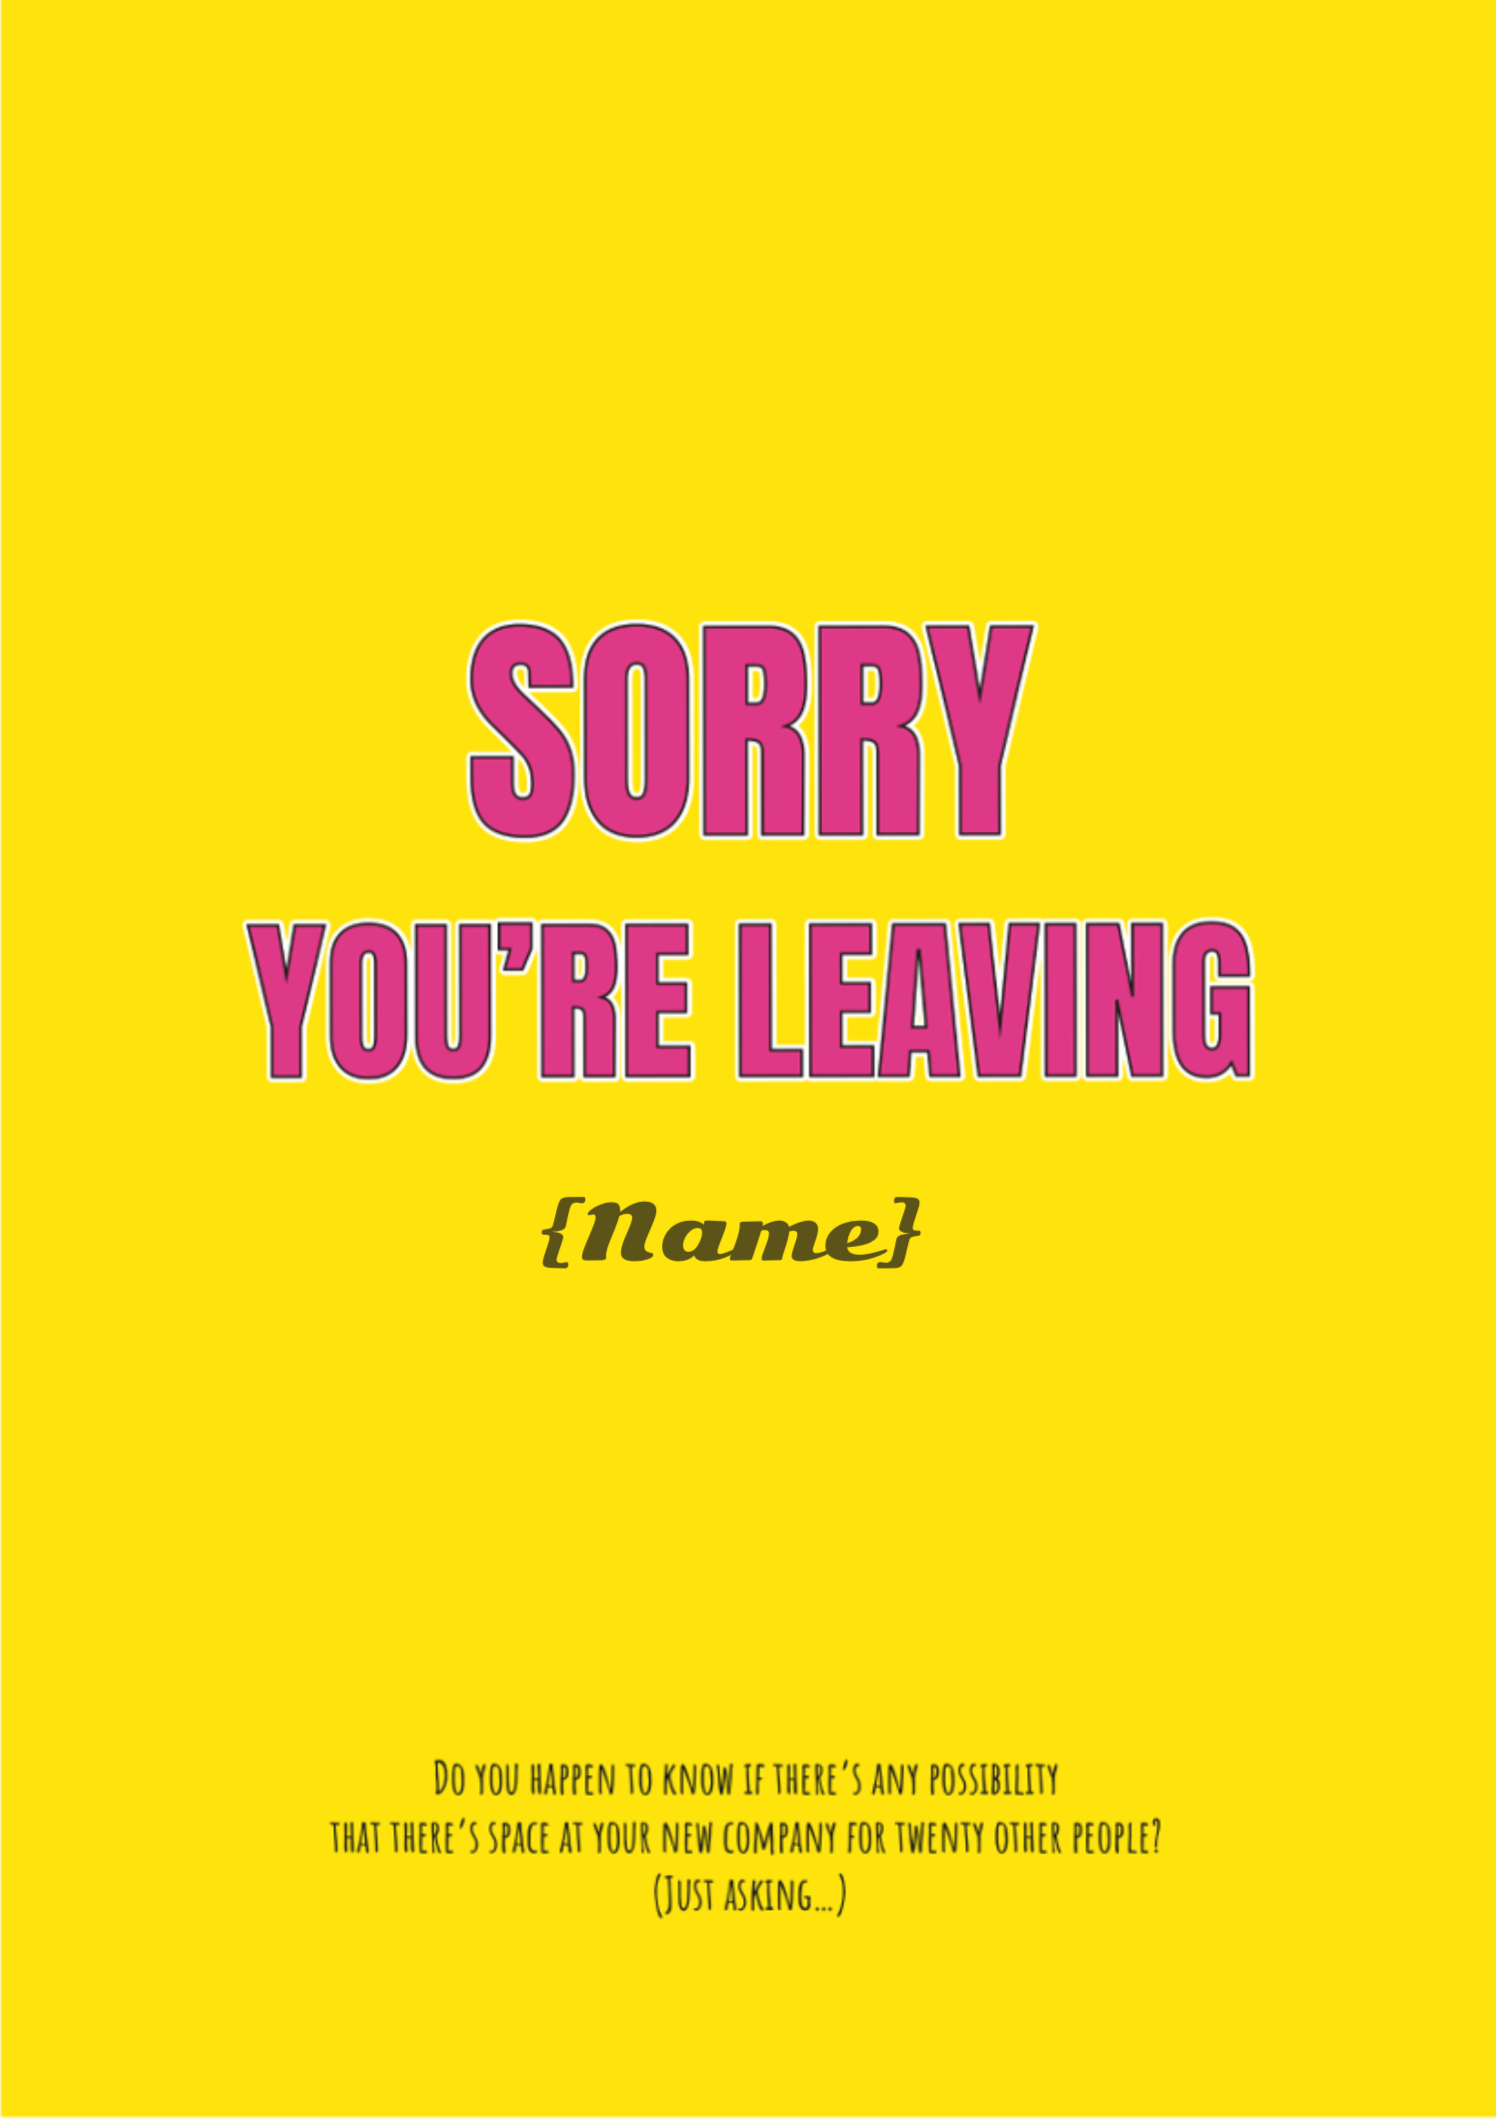 SORRY
YOU’RE LEAVING
{Name}
Do you happen to know if there’s any possibility
that there’s space at your new company for twenty other people?
(Just asking...)